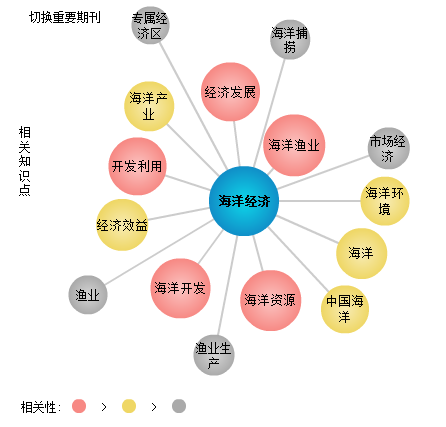 切换重要期刊
专属经
济区
海洋捕
捞
经济发展
海洋产
业
海洋渔业
市场经
济
相关知识点
开发利用
海洋经济
海洋环
境
经济效益
海洋
渔业
海洋开发
海洋资源
中国海
洋
渔业生
产
相关性: > >